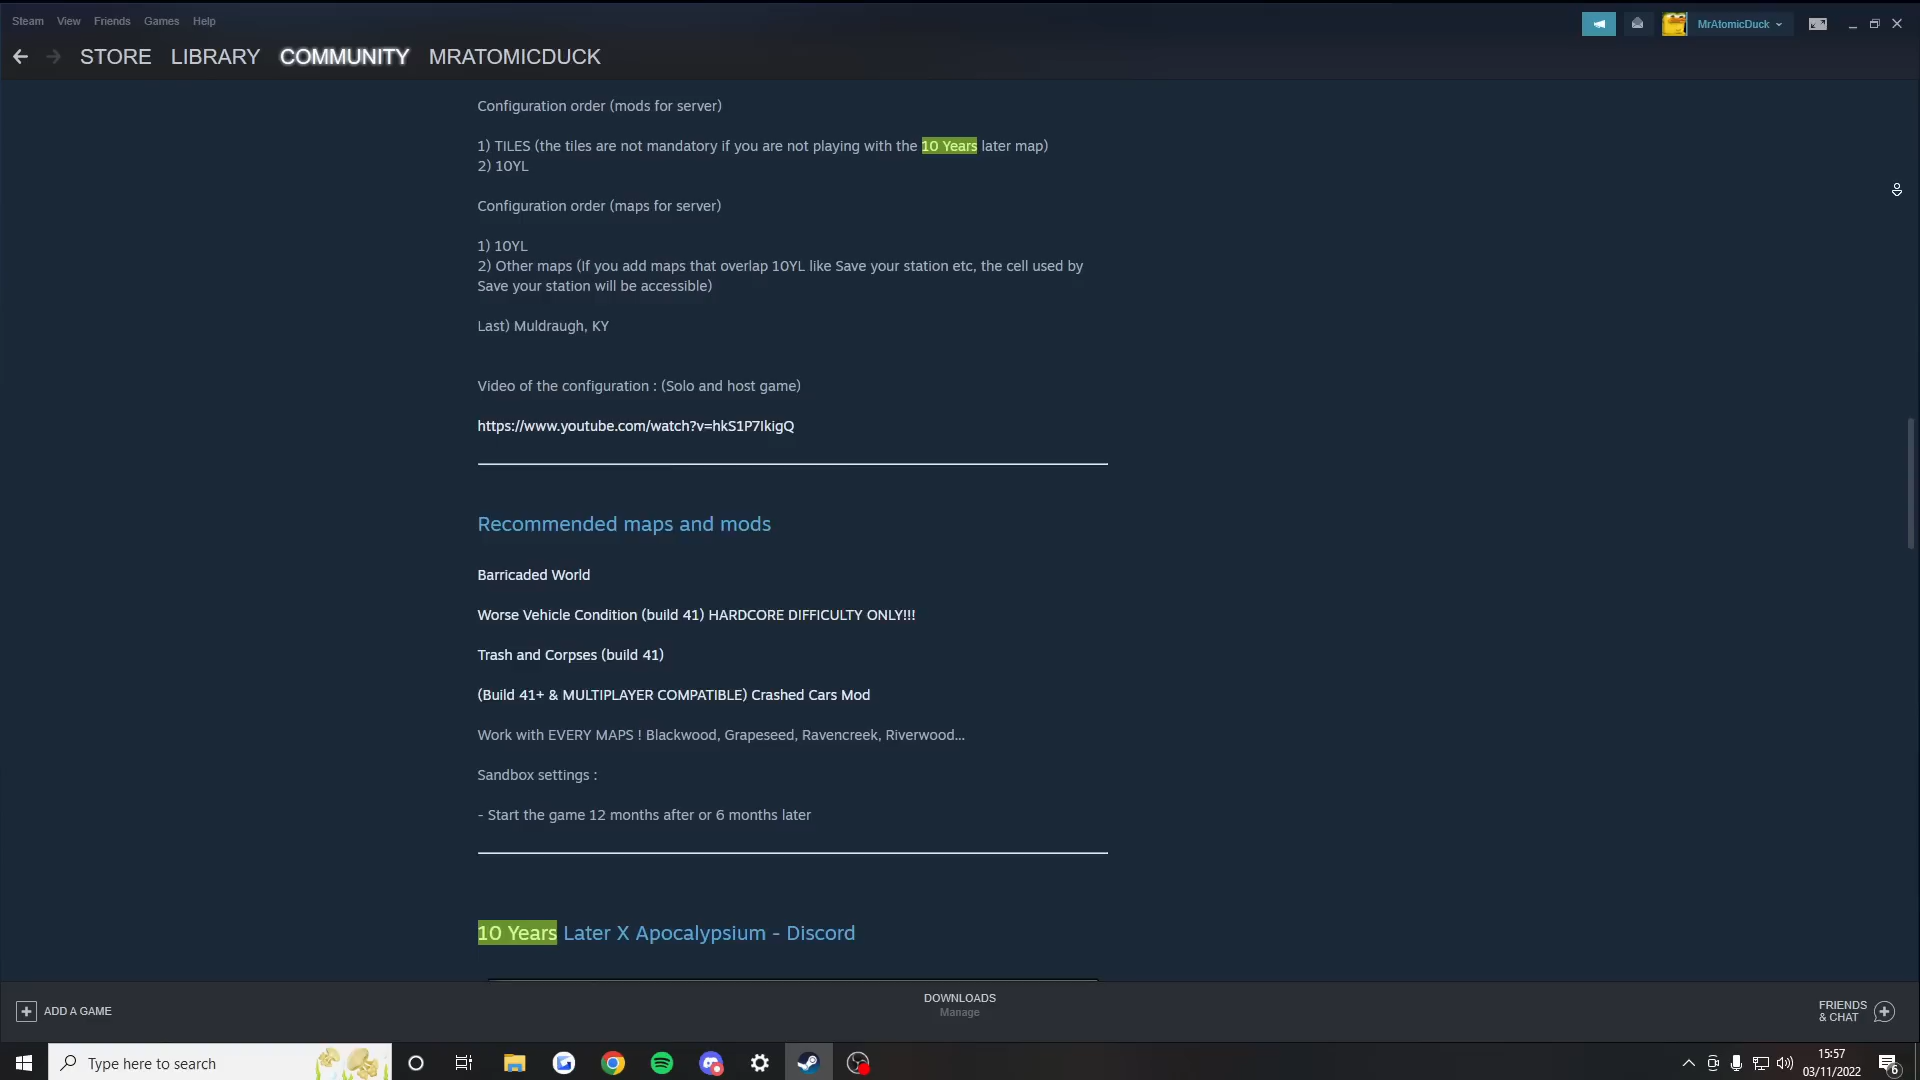 Steam View Friends Games Help
MrAtomicDuck
STORE LIBRARY COMMUNITY MRATOMICDUCK
Configuration order (mods for server)
1) TILES (the tiles are not mandatory if you are not playing with the 10 Years later map)
2) 10YL
Configuration order (maps for server)
1) 10YL
2) Other maps (If you add maps that overlap 10YL like Save your station etc, the cell used by
Save your station will be accessible)
Last) Muldraugh, KY
Video of the configuration : (Solo and host game)
https://www.youtube.com/watch?v=hkS1P7IkigQ
Recommended maps and mods
Barricaded World
Worse Vehicle Condition (build 41) HARDCORE DIFFICULTY ONLY!!!
Trash and Corpses (build 41)
(Build 41+ & MULTIPLAYER COMPATIBLE) Crashed Cars Mod
Work with EVERY MAPS ! Blackwood, Grapeseed, Ravencreek, Riverwood...
Sandbox settings :
- Start the game 12 months after or 6 months later
10 Years Later X Apocalypsium - Discord
ADD A GAME
DOWNLOADS
Manage
FRIENDS
& CHAT
Type here to search
15:57
03/11/2022
6